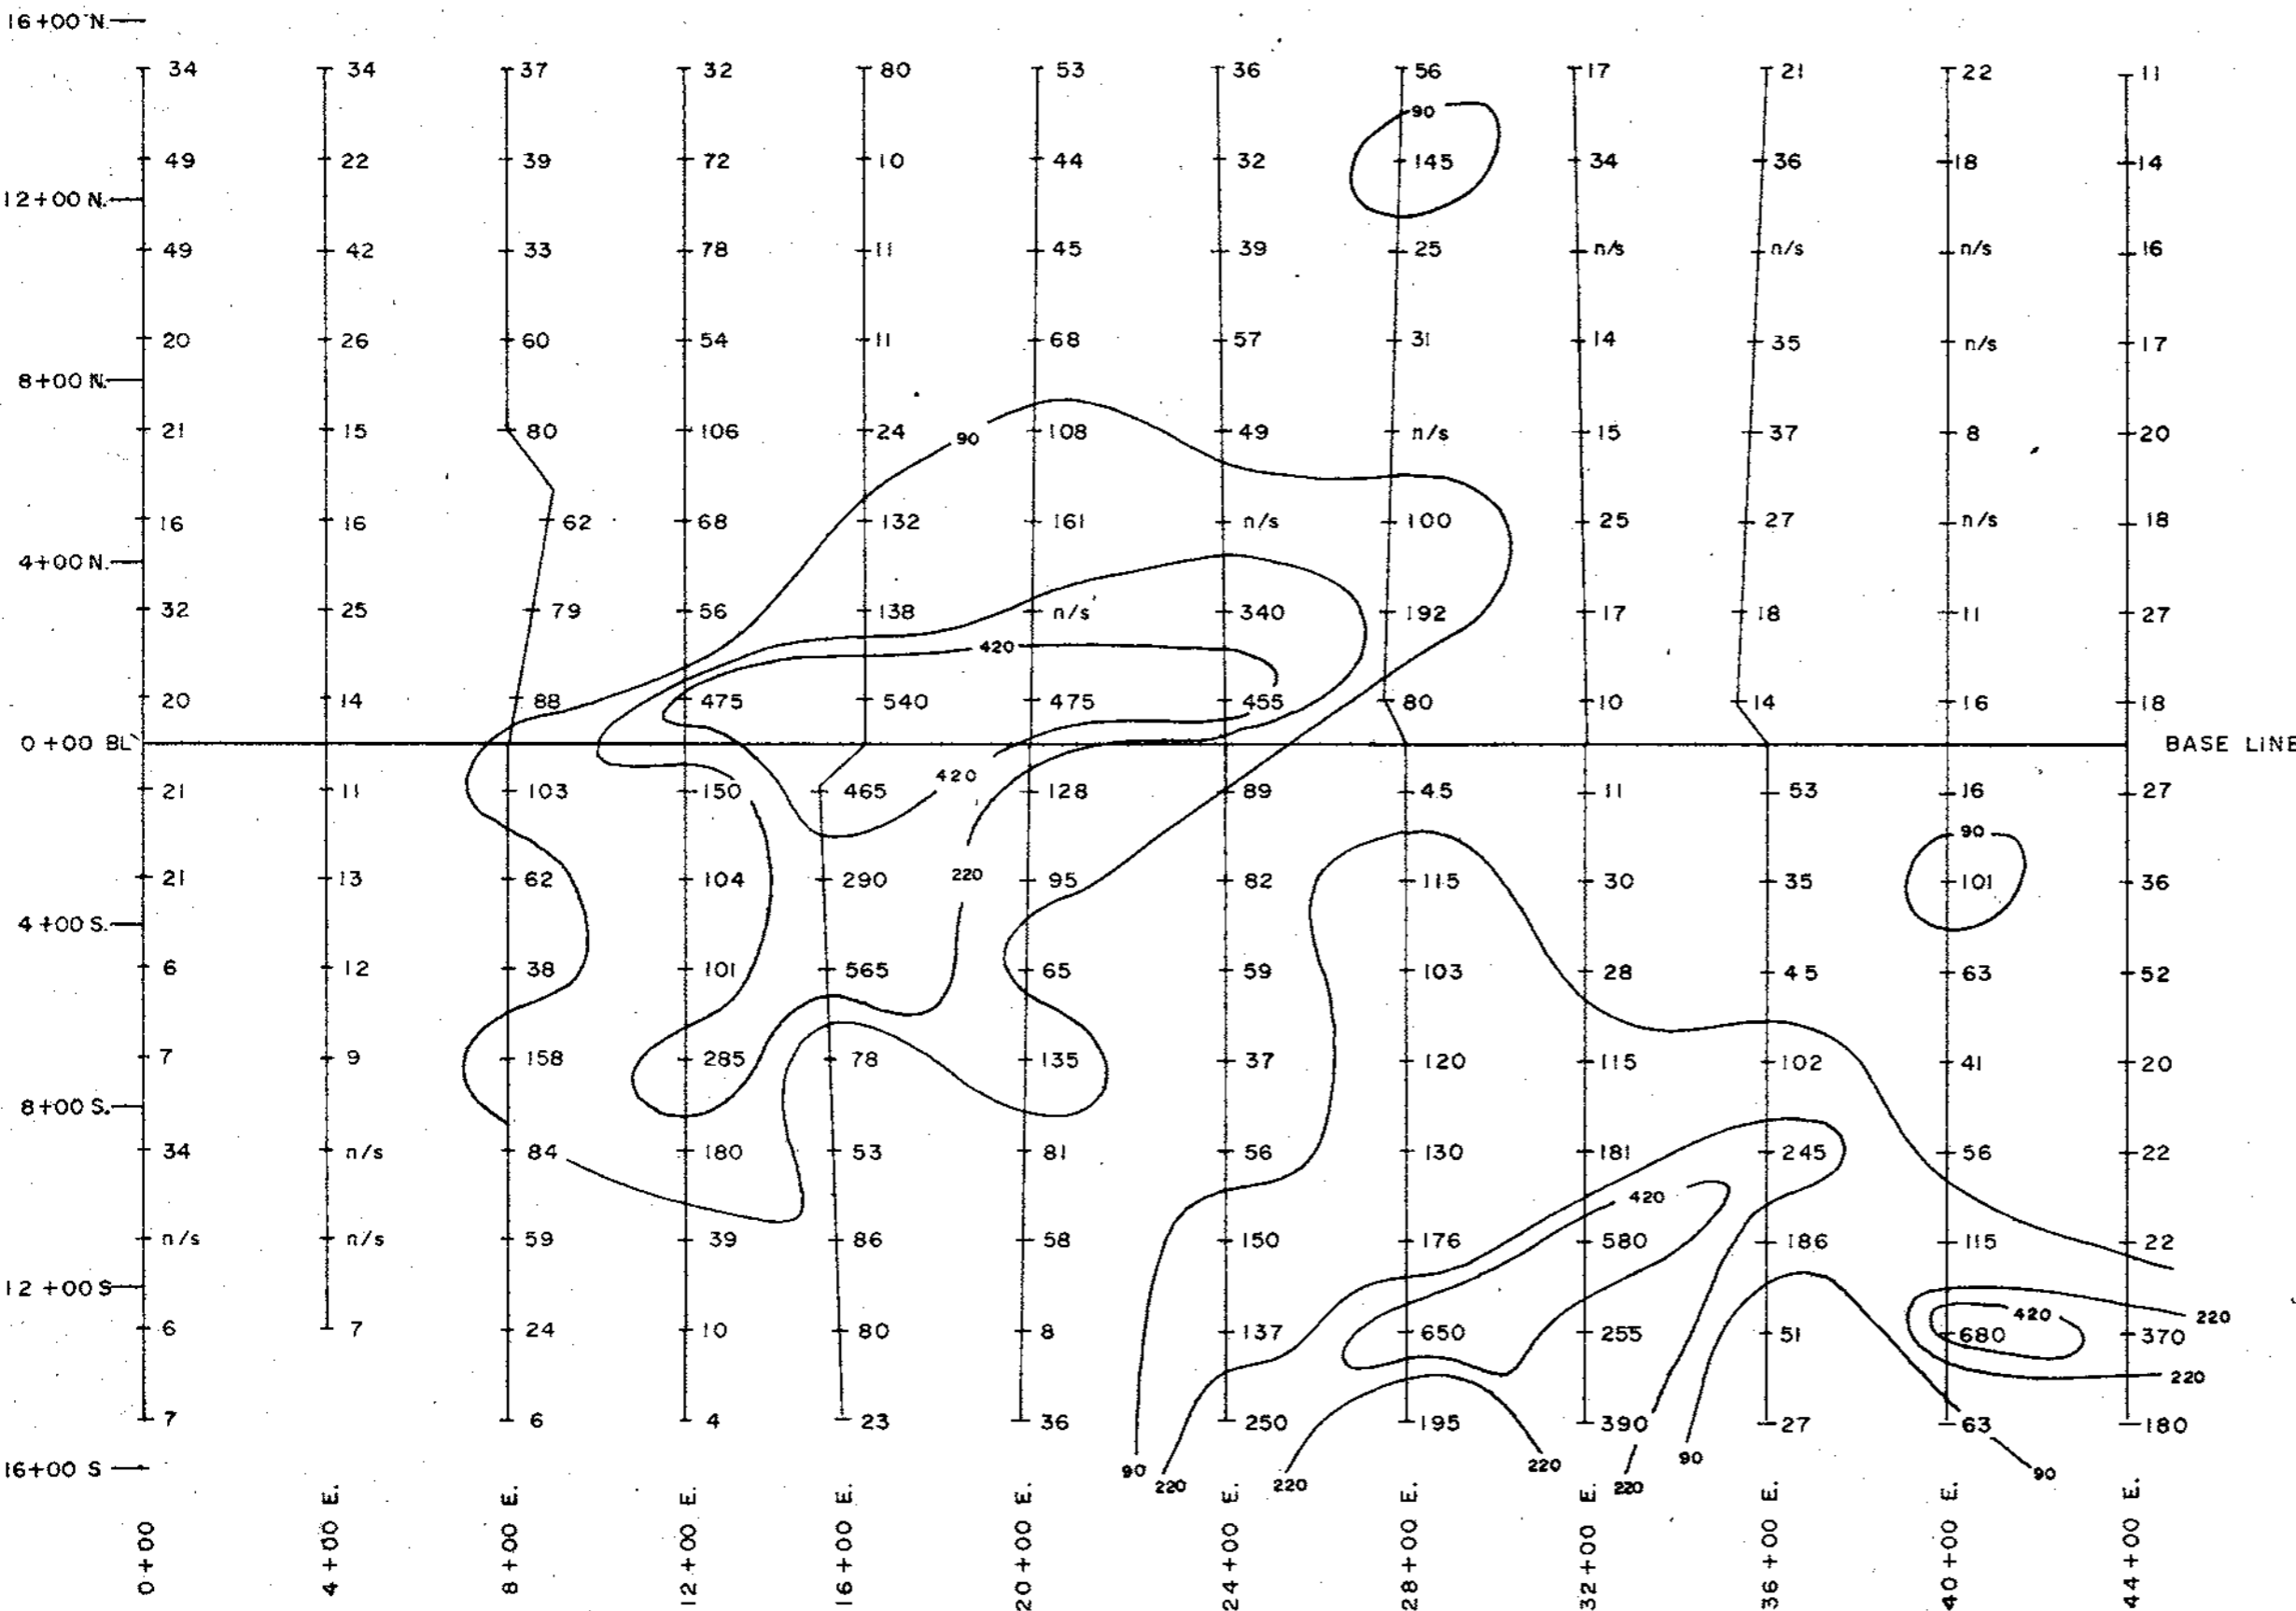 16+00 N.
34 34 37 32 80 53 36 56 17 21 22 11
90
49 22 39 72 10 44 32 145 34 36 18 14
12+00 N.
49 42 33 78 11 45 39 25 n/s n/s n/s 16
20 26 60 54 11 68 57 31 14 35 n/s 17
8+00 N.
21 15 80 106 24 90 108 49 n/s 15 37 8 20
16 16 62 68 132 161 n/s 100 25 27 n/s 18
4+00 N.
32 25 79 56 138 n/s 340 192 17 18 11 27
420
20 14 88 475 540 475 455 80 10 14 16 18
0+00 BL BASE LINE
420
21 11 103 150 465 128 89 45 11 53 16 27
90
21 13 62 104 290 220 95 82 115 30 35 101 36
4+00 S.
6 12 38 101 565 65 59 103 28 45 63 52
7 9 158 285 78 135 37 120 115 102 41 20
8+00 S.
34 n/s 84 180 53 81 56 130 181 245 56 22
420
n/s n/s 59 39 86 58 150 176 580 186 115 22
12+00 S
420 220
6 7 24 10 80 8 137 650 255 51 680 370
220
7 6 4 23 36 250 195 390 27 63 180
16+00 S 90 220 220 220 220 90 90
0+00 4+00 E. 8+00 E. 12+00 E. 16+00 E. 20+00 E. 24+00 E. 28+00 E. 32+00 E. 36+00 E. 40+00 E. 44+00 E.